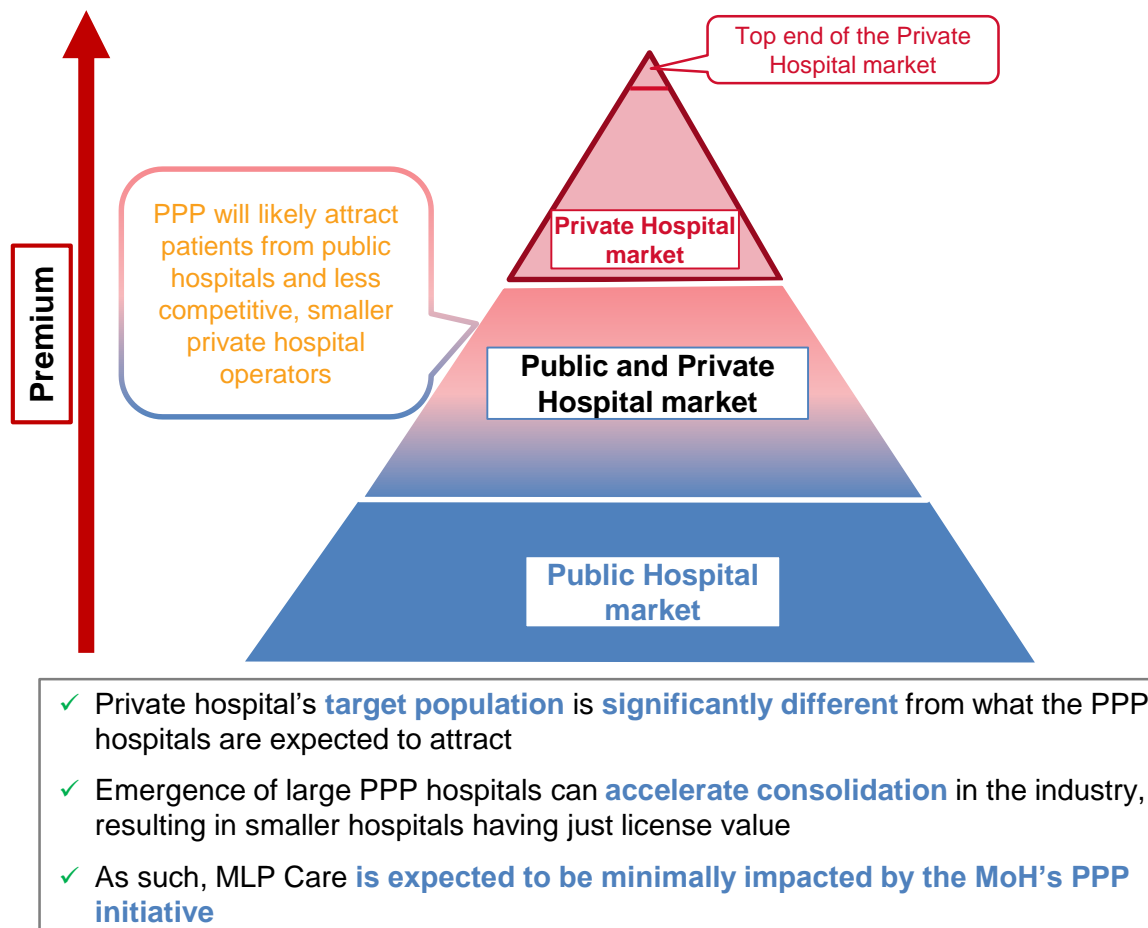 Top end of the Private
Hospital market
PPP will likely attract
patients from public
hospitals and less
competitive, smaller
private hospital
operators
Premium
Private Hospital
market
Public and Private
Hospital market
Public Hospital
market
✓ Private hospital’s target population is significantly different from what the PPP
hospitals are expected to attract
✓ Emergence of large PPP hospitals can accelerate consolidation in the industry,
resulting in smaller hospitals having just license value
✓ As such, MLP Care is expected to be minimally impacted by the MoH’s PPP
initiative